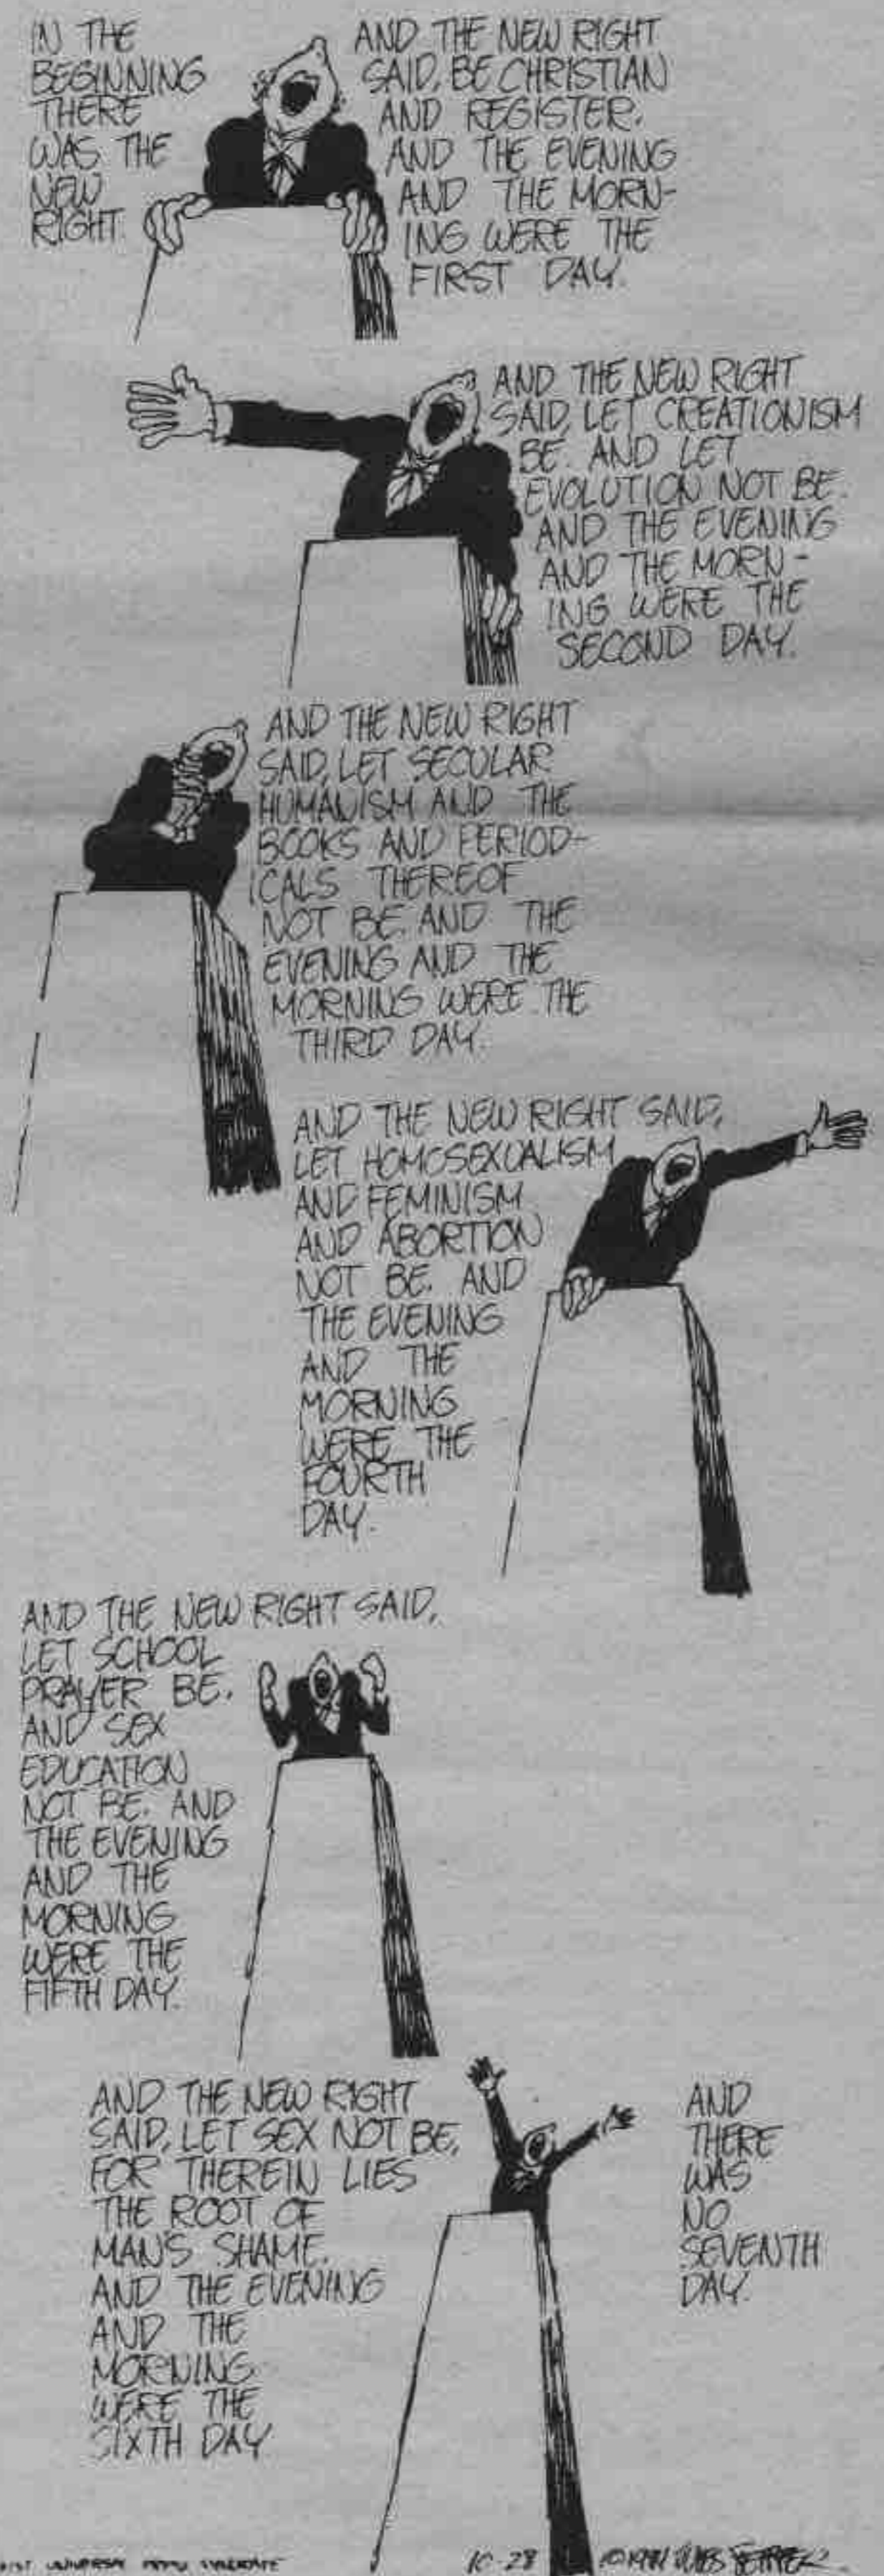 IN THE
BEGINNING
THERE
WAS THE
NEW
RIGHT.
AND THE NEW RIGHT
SAID, BE CHRISTIAN
AND REGISTER.
AND THE EVENING
AND THE MORN-
ING WERE THE
FIRST DAY.
AND THE NEW RIGHT
SAID, LET CREATIONISM
BE. AND LET
EVOLUTION NOT BE.
AND THE EVENING
AND THE MORN-
ING WERE THE
SECOND DAY.
AND THE NEW RIGHT
SAID, LET SECULAR
HUMANISM AND THE
BOOKS AND PERIOD-
ICALS THEREOF
NOT BE. AND THE
EVENING AND THE
MORNING WERE THE
THIRD DAY.
AND THE NEW RIGHT SAID,
LET HOMOSEXUALISM
AND FEMINISM
AND ABORTION
NOT BE. AND
THE EVENING
AND THE
MORNING
WERE THE
FOURTH
DAY.
AND THE NEW RIGHT SAID,
LET SCHOOL
PRAYER BE.
AND SEX
EDUCATION
NOT BE. AND
THE EVENING
AND THE
MORNING
WERE THE
FIFTH DAY.
AND THE NEW RIGHT
SAID, LET SEX NOT BE,
FOR THEREIN LIES
THE ROOT OF
MAN'S SHAME.
AND THE EVENING
AND THE
MORNING
WERE THE
SIXTH DAY
AND
THERE
WAS
NO
SEVENTH
DAY.
UNIVERSAL PRESS SYNDICATE
10-28
© JULES FEIFFER